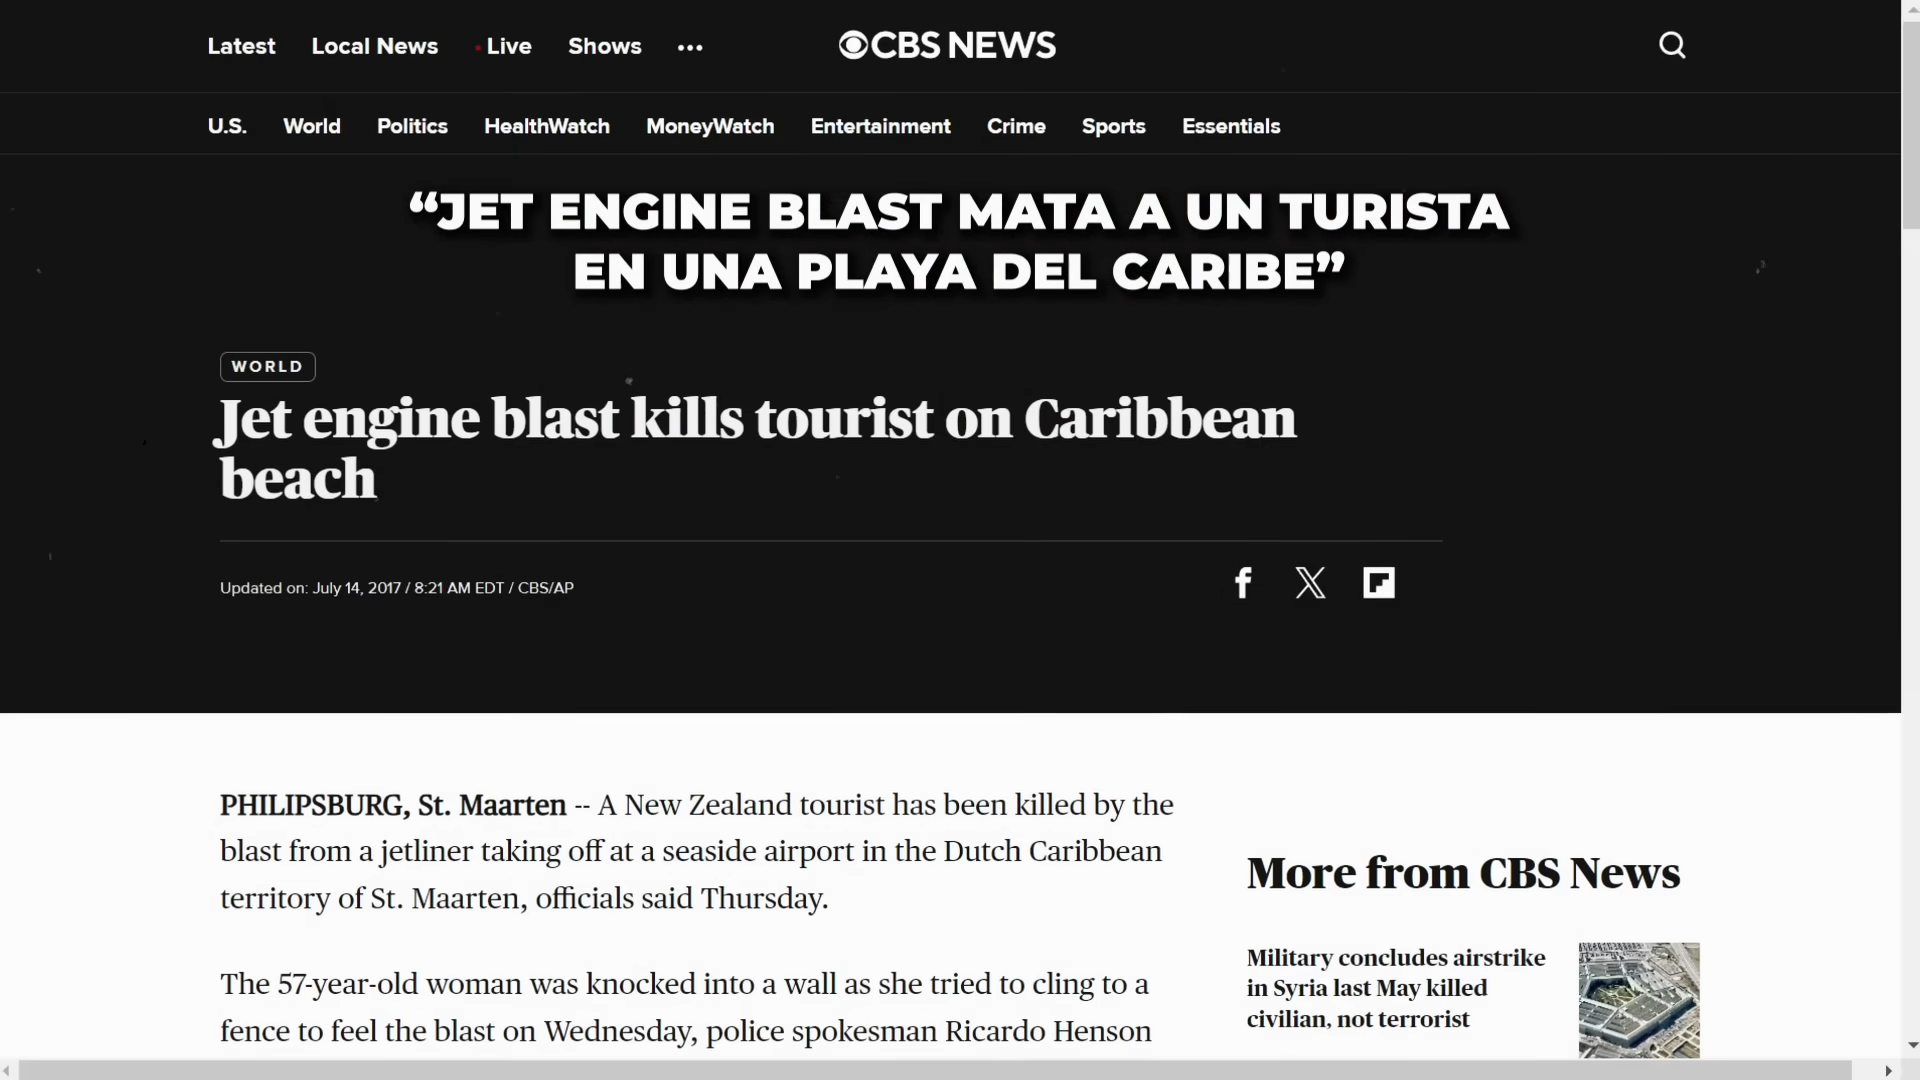 Latest Local News Live Shows
CBS NEWS
U.S. World Politics HealthWatch MoneyWatch Entertainment Crime Sports Essentials
“JET ENGINE BLAST MATA A UN TURISTA
EN UNA PLAYA DEL CARIBE”
WORLD
Jet engine blast kills tourist on Caribbean
beach
Updated on: July 14, 2017 / 8:21 AM EDT / CBS/AP
PHILIPSBURG, St. Maarten -- A New Zealand tourist has been killed by the
blast from a jetliner taking off at a seaside airport in the Dutch Caribbean
territory of St. Maarten, officials said Thursday.
The 57-year-old woman was knocked into a wall as she tried to cling to a
fence to feel the blast on Wednesday, police spokesman Ricardo Henson
More from CBS News
Military concludes airstrike
in Syria last May killed
civilian, not terrorist